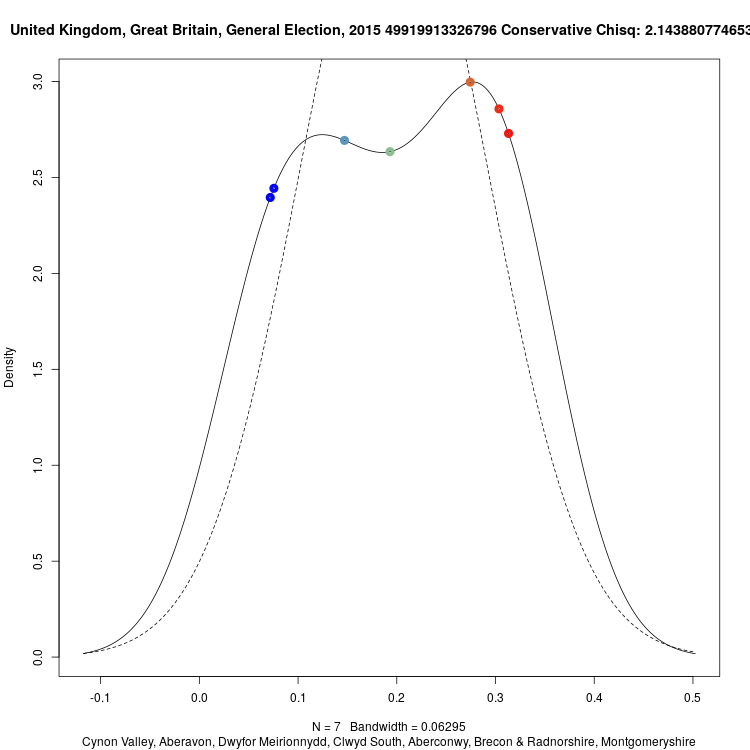 United Kingdom, Great Britain, General Election, 2015 49919913326796 Conservative Chisq: 2.143880774653
3.0
2.5
2.0
1.5
1.0
0.5
0.0
Density
-0.1 0.0 0.1 0.2 0.3 0.4 0.5
N = 7 Bandwidth = 0.06295
Cynon Valley, Aberavon, Dwyfor Meirionnydd, Clwyd South, Aberconwy, Brecon & Radnorshire, Montgomeryshire